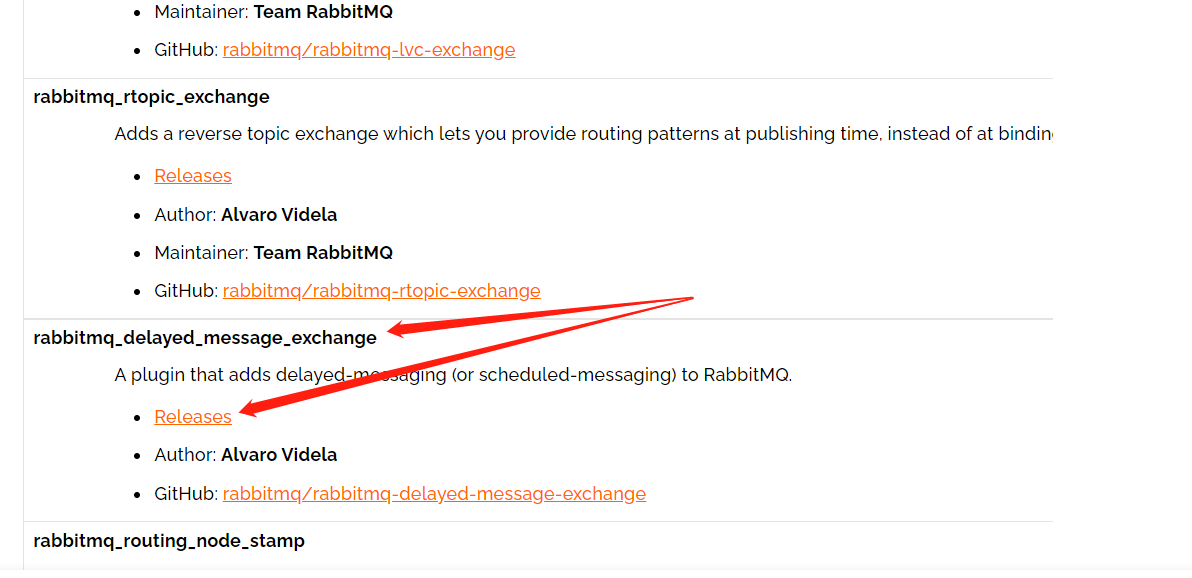 Maintainer: Team RabbitMQ
GitHub: rabbitmq/rabbitmq-lvc-exchange
rabbitmq_rtopic_exchange
Adds a reverse topic exchange which lets you provide routing patterns at publishing time, instead of at bindin
Releases
Author: Alvaro Videla
Maintainer: Team RabbitMQ
GitHub: rabbitmq/rabbitmq-rtopic-exchange
rabbitmq_delayed_message_exchange
A plugin that adds delayed-messaging (or scheduled-messaging) to RabbitMQ.
Releases
Author: Alvaro Videla
GitHub: rabbitmq/rabbitmq-delayed-message-exchange
rabbitmq_routing_node_stamp